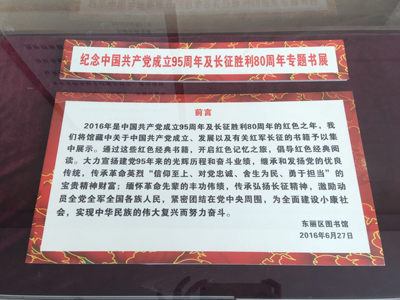 纪念中国共产党成立95周年及长征胜利80周年专题书展
前言
2016年是中国共产党成立95周年及长征胜利80周年的红色之年，我
们将馆藏中关于中国共产党成立、发展以及有关红军长征的书籍予以集
中展示。通过这些红色经典书籍，开启红色记忆之旅，倡导红色经典阅
读。大力宣扬建党95年来的光辉历程和奋斗业绩，继承和发扬党的优良
传统，传承革命英烈“信仰至上、对党忠诚、舍生为民、勇于担当”的
宝贵精神财富；缅怀革命先辈的丰功伟绩，传承弘扬长征精神，激励动
员全党全军全国各族人民，紧密团结在党中央周围，为全面建设小康社
会，实现中华民族的伟大复兴而努力奋斗。
东丽区图书馆
2016年6月27日